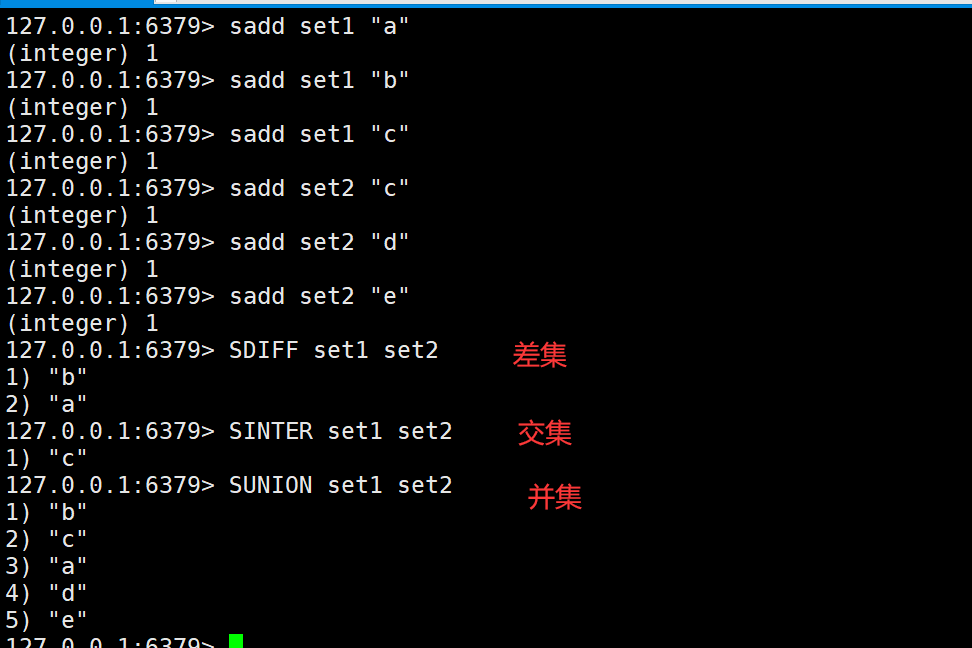 127.0.0.1:6379> sadd set1 "a"
(integer) 1
127.0.0.1:6379> sadd set1 "b"
(integer) 1
127.0.0.1:6379> sadd set1 "c"
(integer) 1
127.0.0.1:6379> sadd set2 "c"
(integer) 1
127.0.0.1:6379> sadd set2 "d"
(integer) 1
127.0.0.1:6379> sadd set2 "e"
(integer) 1
127.0.0.1:6379> SDIFF set1 set2 差集
1) "b"
2) "a"
127.0.0.1:6379> SINTER set1 set2 交集
1) "c"
127.0.0.1:6379> SUNION set1 set2 并集
1) "b"
2) "c"
3) "a"
4) "d"
5) "e"
127.0.0.1:6379>